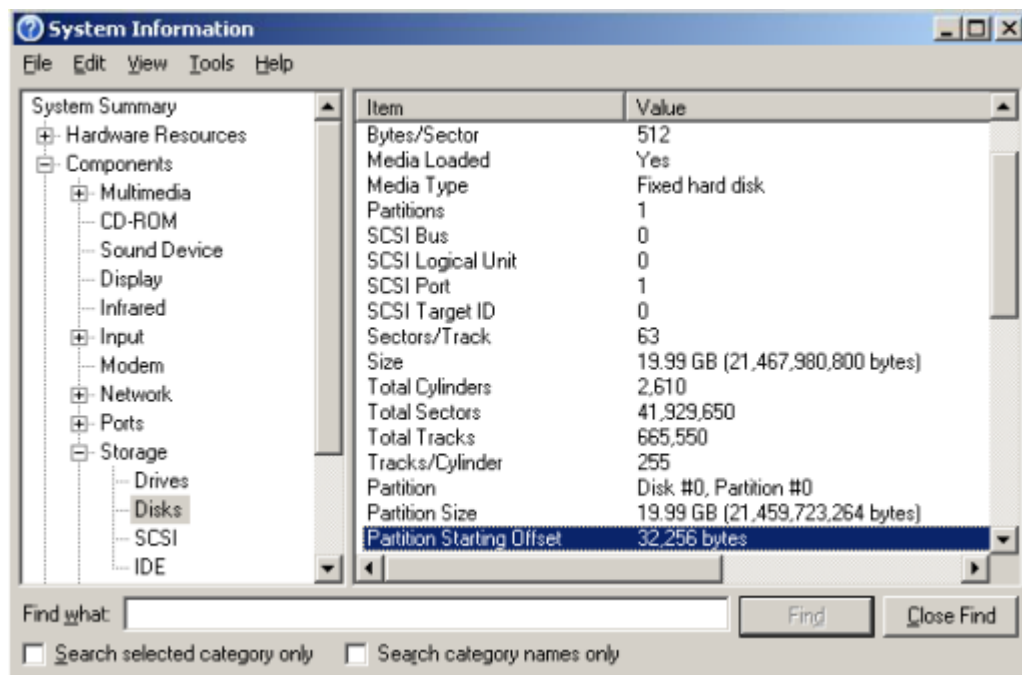 System Information
File Edit View Tools Help
System Summary
Hardware Resources
Components
Multimedia
CD-ROM
Sound Device
Display
Infrared
Input
Modem
Network
Ports
Storage
Drives
Disks
SCSI
IDE
Item Value
Bytes/Sector 512
Media Loaded Yes
Media Type Fixed hard disk
Partitions 1
SCSI Bus 0
SCSI Logical Unit 0
SCSI Port 1
SCSI Target ID 0
Sectors/Track 63
Size 19.99 GB (21,467,980,800 bytes)
Total Cylinders 2,610
Total Sectors 41,929,650
Total Tracks 665,550
Tracks/Cylinder 255
Partition Disk #0, Partition #0
Partition Size 19.99 GB (21,459,723,264 bytes)
Partition Starting Offset 32,256 bytes
Find what: Find Close Find
Search selected category only Search category names only